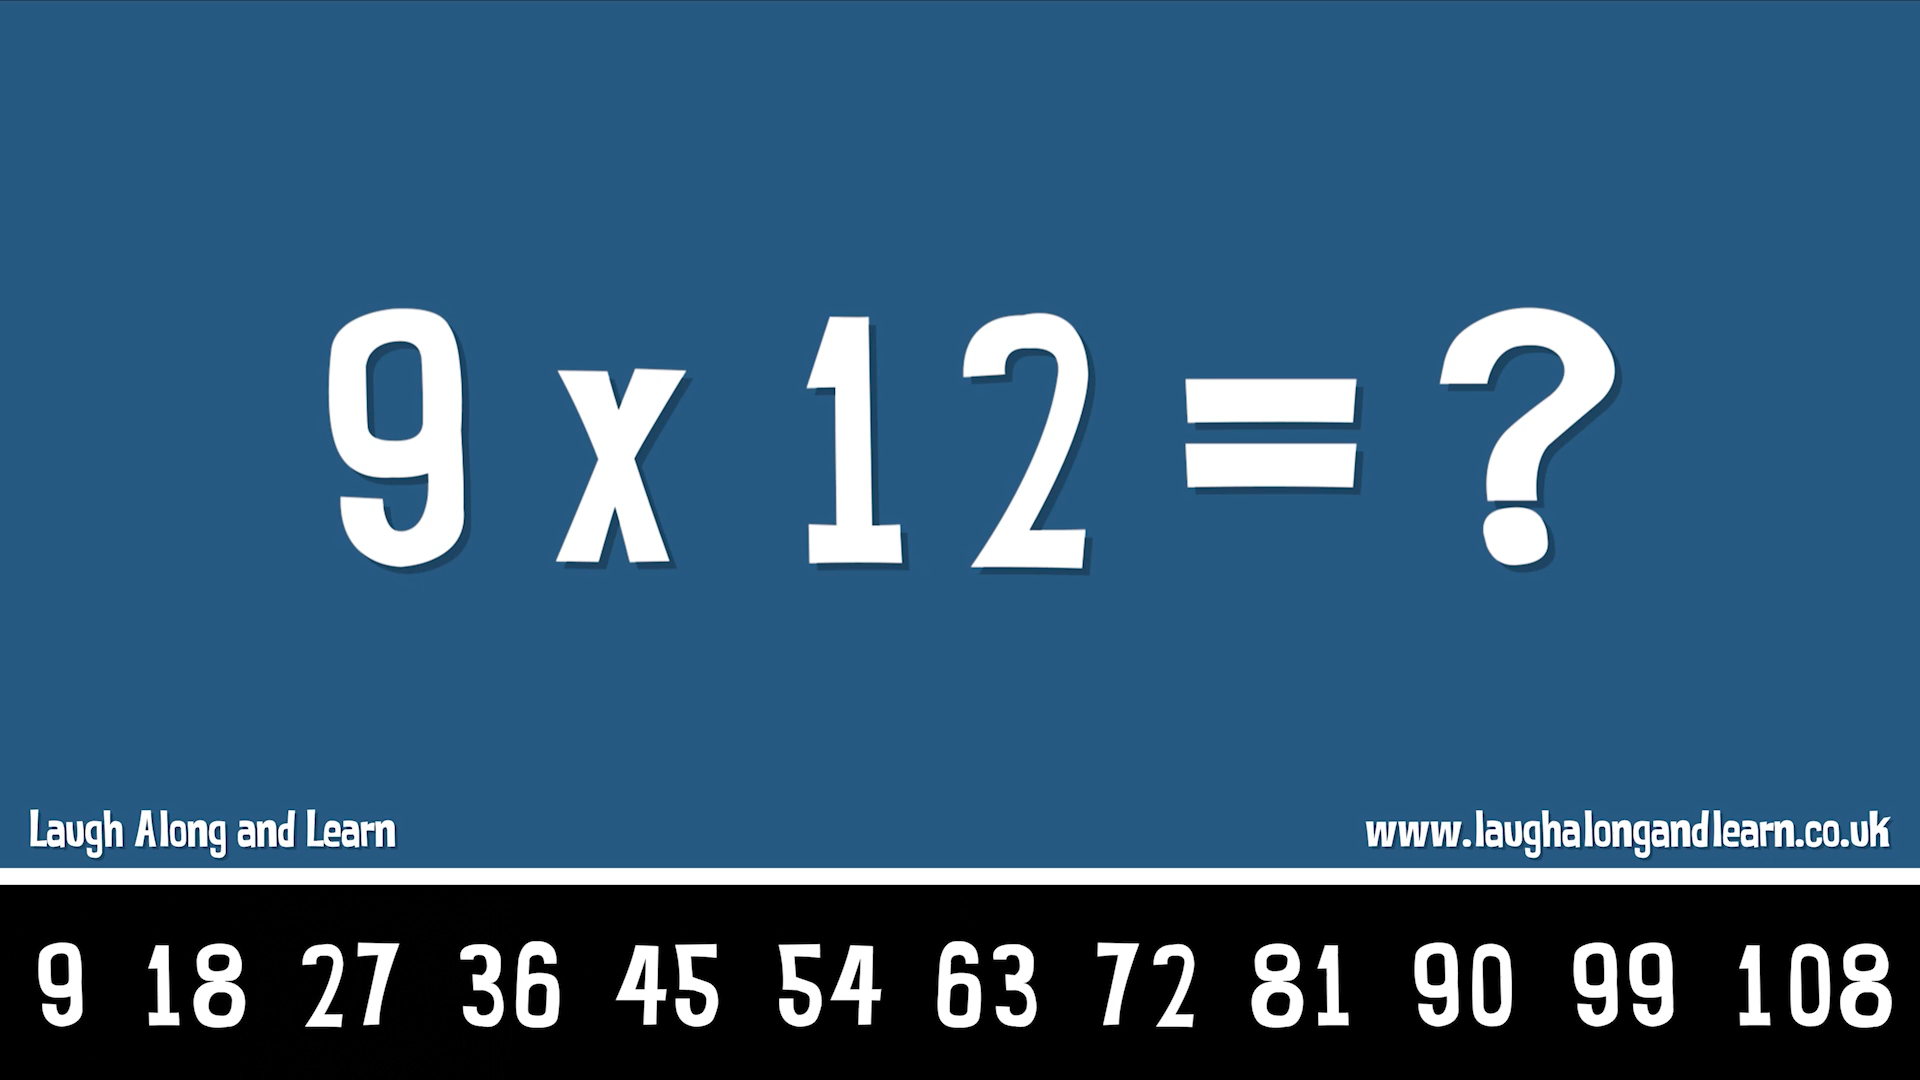 9 x 12 = ?
Laugh Along and Learn
www.laughalongandlearn.co.uk
9 18 27 36 45 54 63 72 81 90 99 108